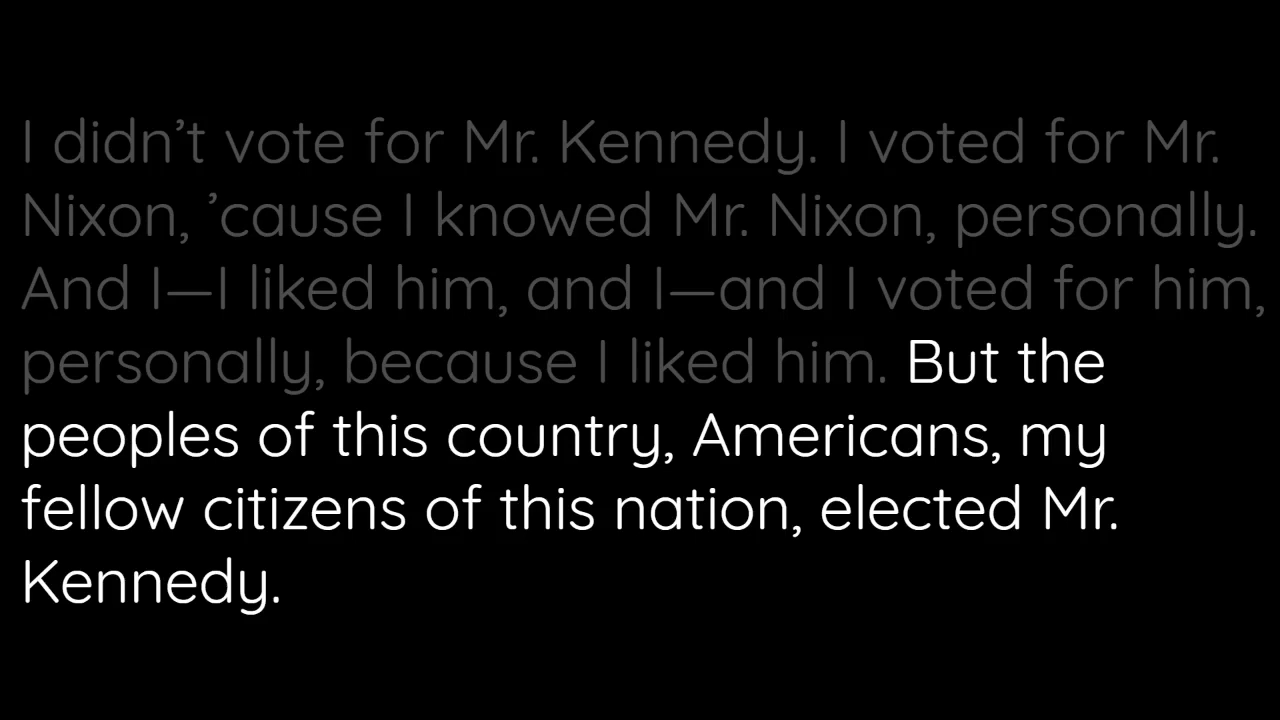 I didn’t vote for Mr. Kennedy. I voted for Mr.
Nixon, ’cause I knowed Mr. Nixon, personally.
And I—I liked him, and I—and I voted for him,
personally, because I liked him. But the
peoples of this country, Americans, my
fellow citizens of this nation, elected Mr.
Kennedy.